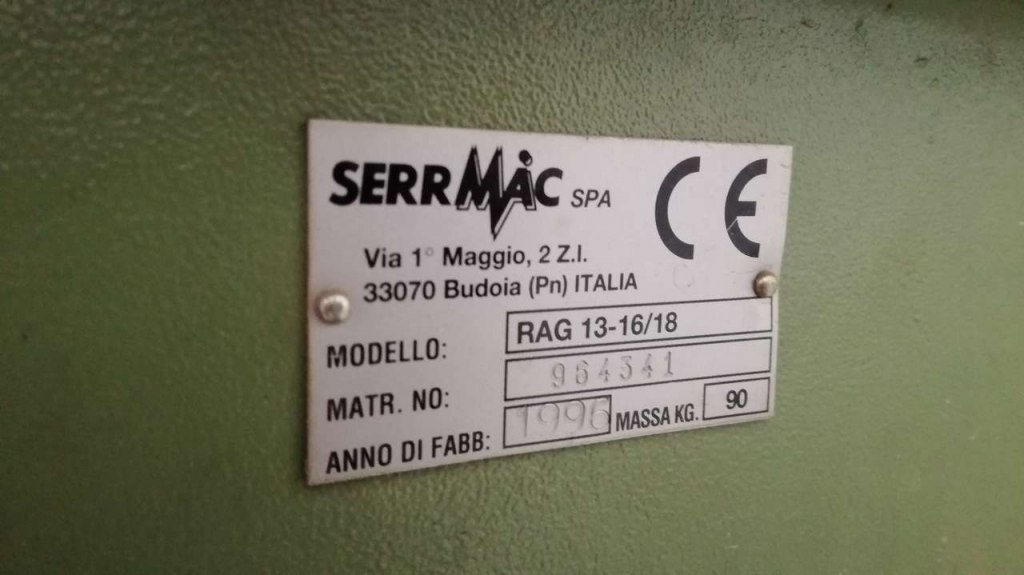 SERRMAC SPA CE
Via 1° Maggio, 2 Z.I.
33070 Budoia (Pn) ITALIA
MODELLO: RAG 13-16/18
MATR. NO: 964341
ANNO DI FABB: 1996 MASSA KG. 90